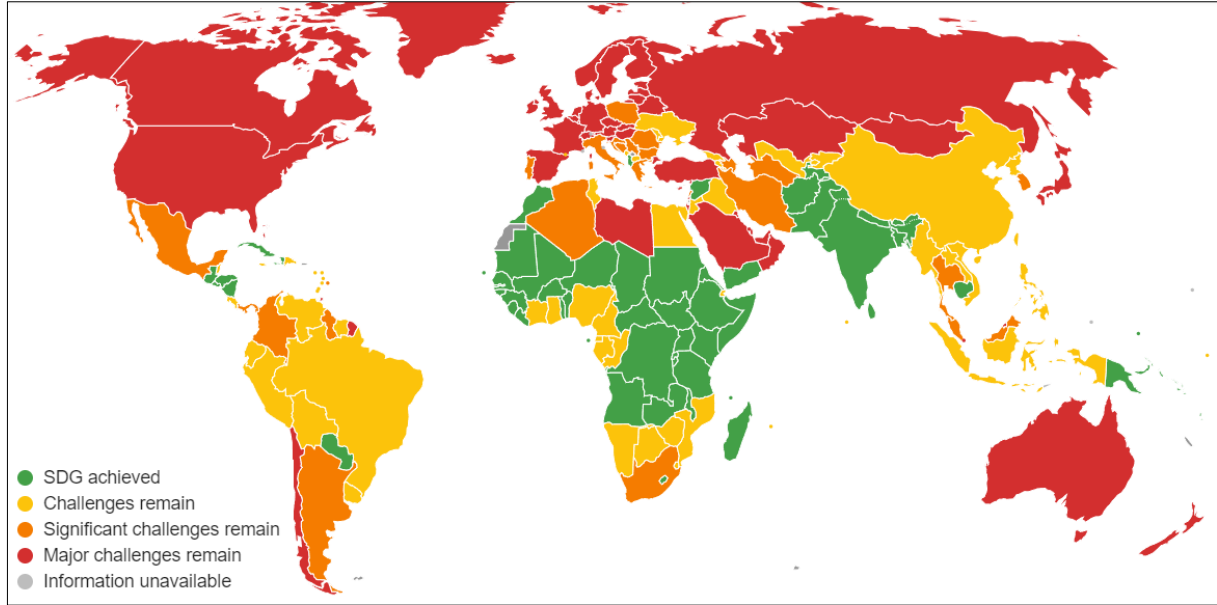 SDG achieved
Challenges remain
Significant challenges remain
Major challenges remain
Information unavailable